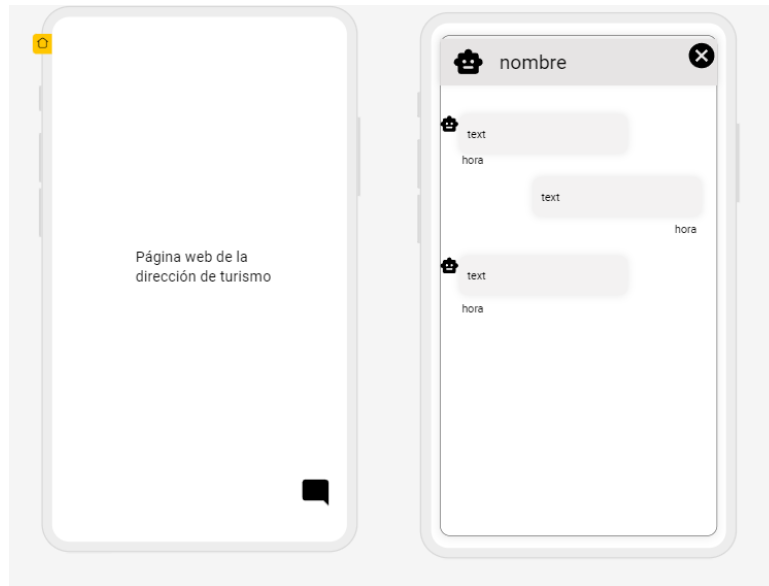 Página web de la
dirección de turismo
nombre
text
hora
text
hora
text
hora